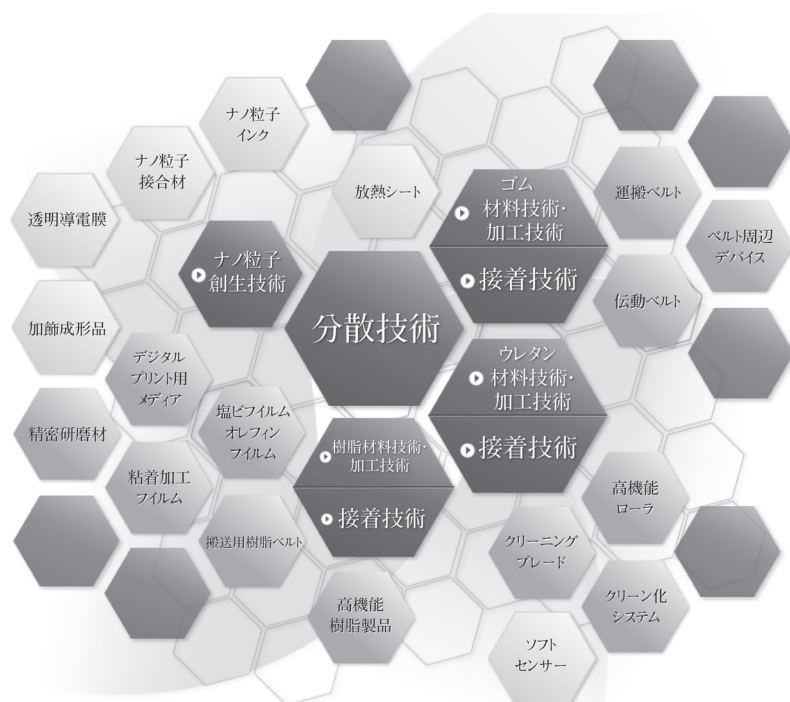 ナノ粒子
インク
ナノ粒子
接合材
透明導電膜
放熱シート
ゴム
材料技術・
加工技術
接着技術
運搬ベルト
ベルト周辺
デバイス
ナノ粒子
創生技術
分散技術
伝動ベルト
加飾成形品
デジタル
プリント用
メディア
ウレタン
材料技術・
加工技術
接着技術
精密研磨材
塩ビフイルム
オレフィン
フイルム
樹脂材料技術・
加工技術
接着技術
粘着加工
フイルム
高機能
ローラ
搬送用樹脂ベルト
クリーニング
ブレード
高機能
樹脂製品
クリーン化
システム
ソフト
センサー